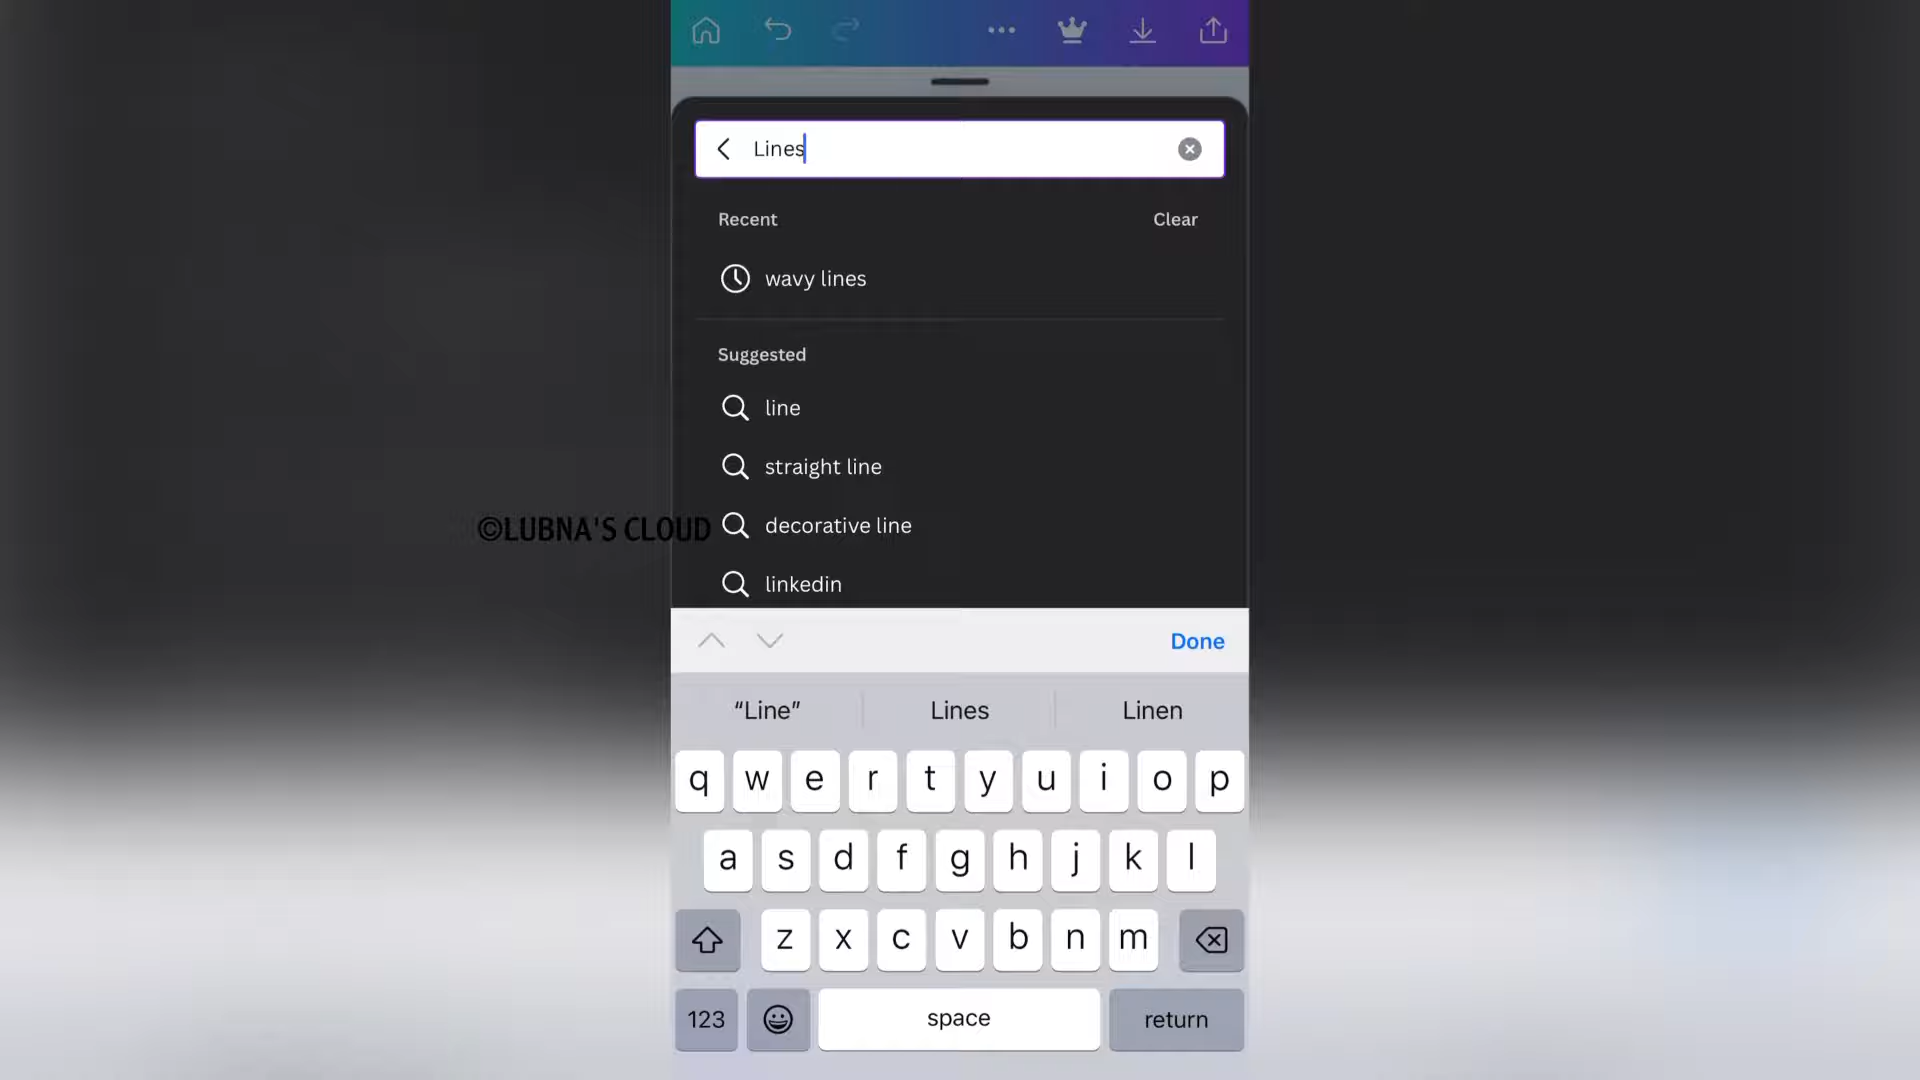 Lines
Recent Clear
wavy lines
Suggested
line
straight line
decorative line
©LUBNA'S CLOUD
linkedin
Done
“Line” Lines Linen
q w e r t y u i o p
a s d f g h j k l
z x c v b n m
123 space return